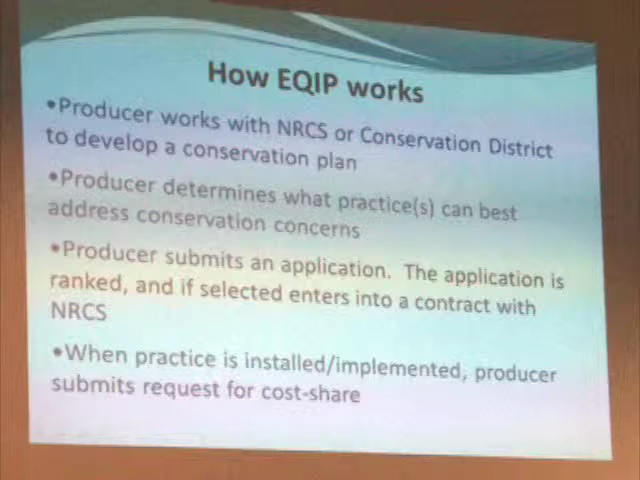 How EQIP works
•Producer works with NRCS or Conservation District
to develop a conservation plan
•Producer determines what practice(s) can best
address conservation concerns
•Producer submits an application. The application is
ranked, and if selected enters into a contract with
NRCS
•When practice is installed/implemented, producer
submits request for cost-share